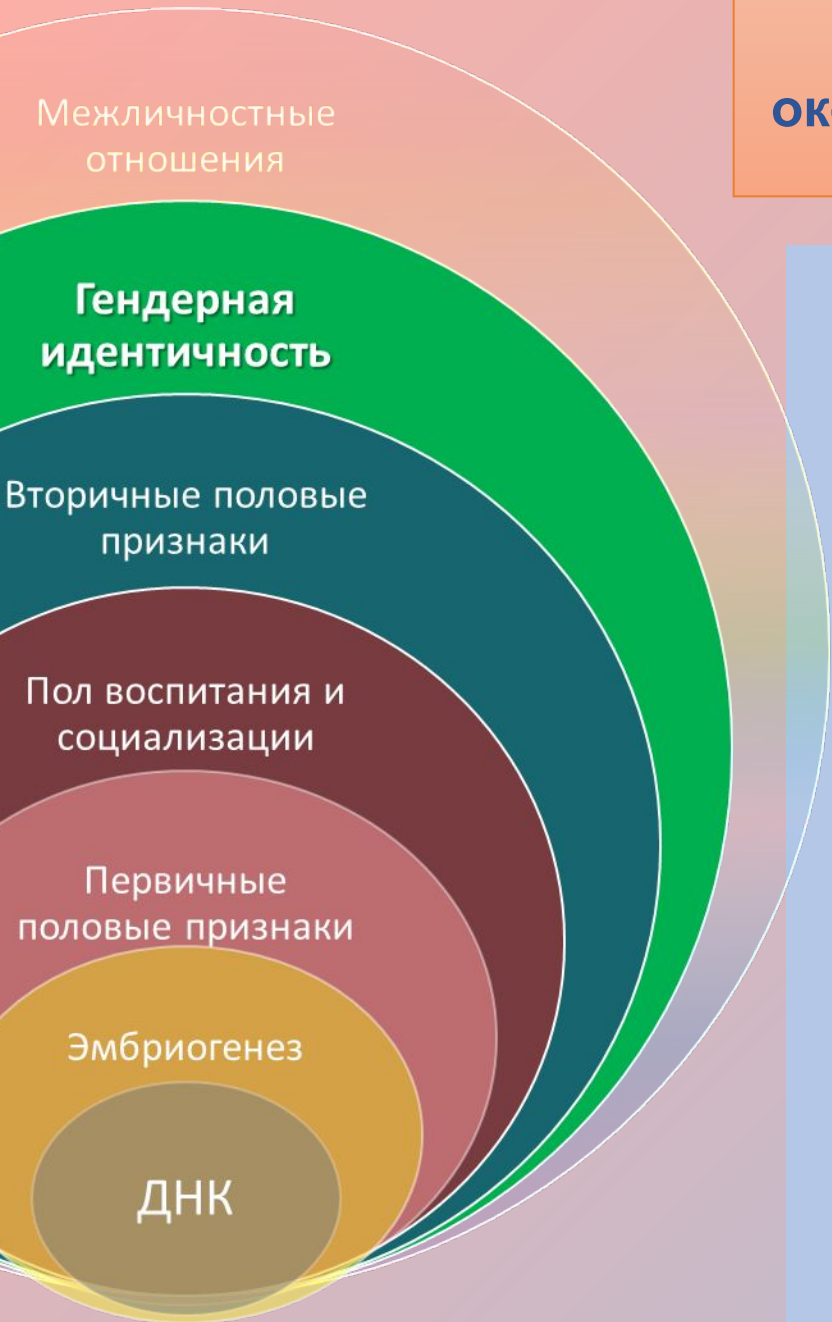 Межличностные
отношения
Гендерная
идентичность
Вторичные половые
признаки
Пол воспитания и
социализации
Первичные
половые признаки
Эмбриогенез
ДНК